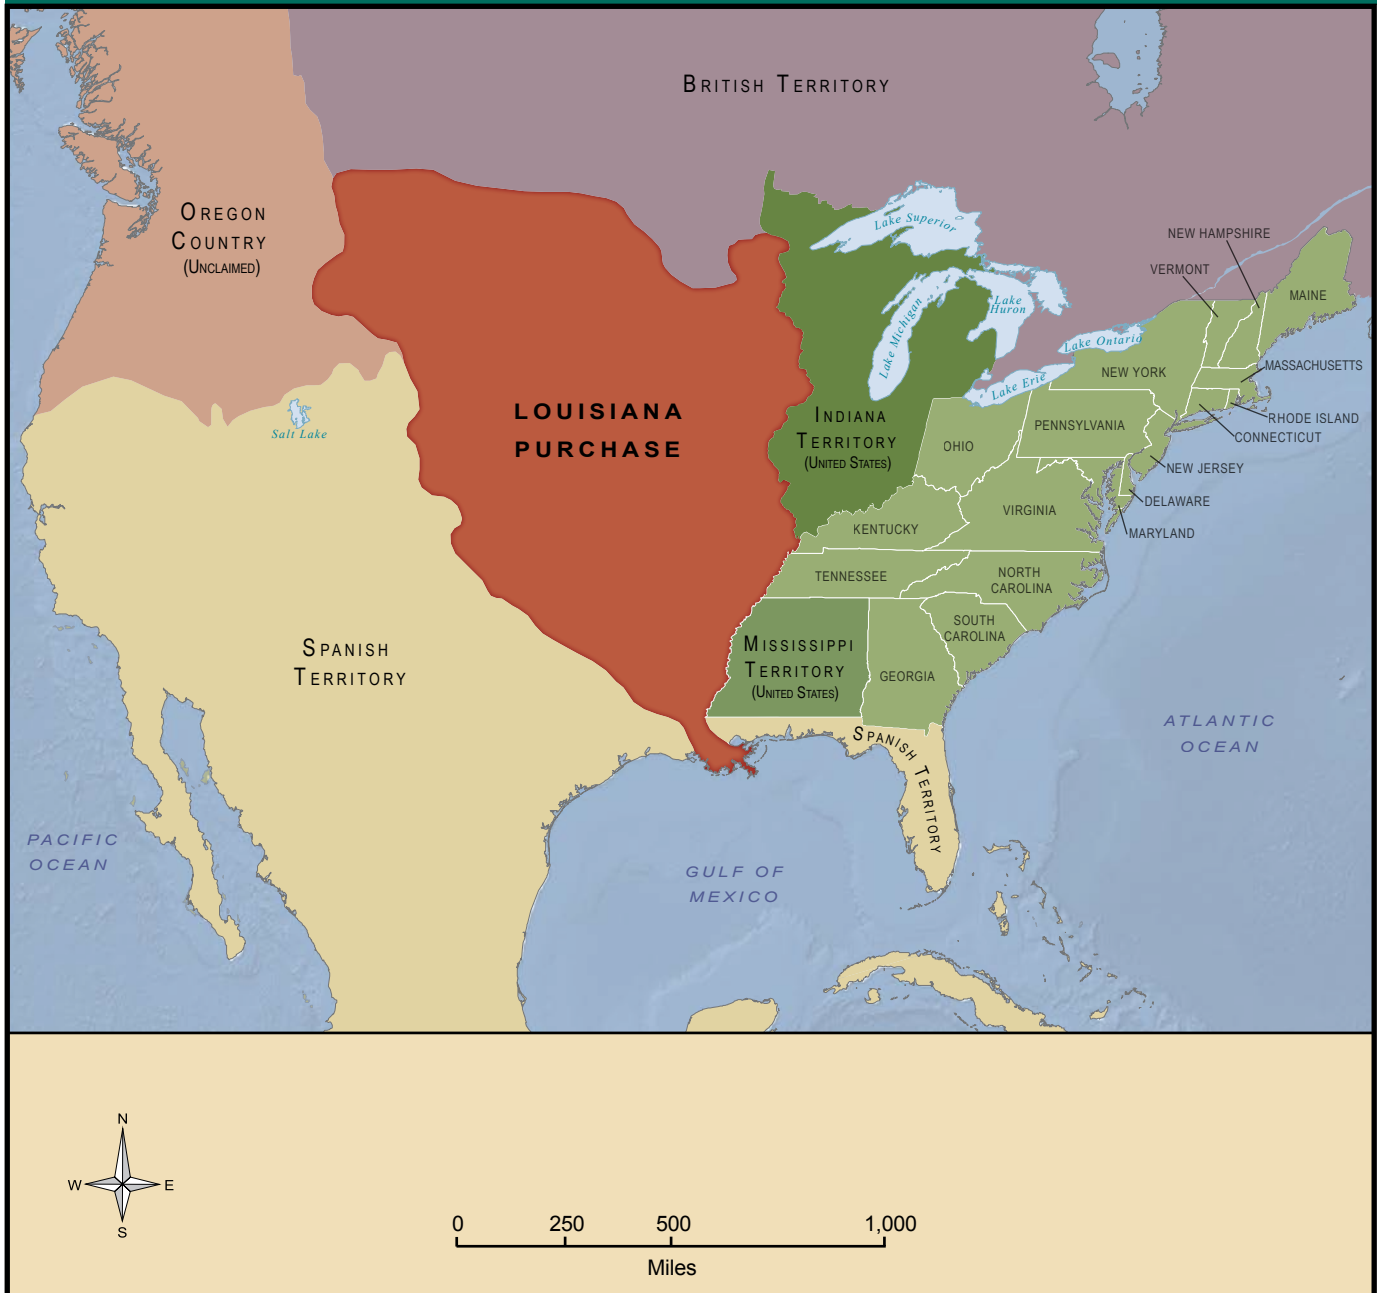 BRITISH TERRITORY
OREGON
COUNTRY
(UNCLAIMED)
Lake Superior
NEW HAMPSHIRE
VERMONT
MAINE
Lake
Huron
Lake Michigan
Lake Ontario
MASSACHUSETTS
NEW YORK
Lake Erie
LOUISIANA
PURCHASE
INDIANA
TERRITORY
(UNITED STATES)
RHODE ISLAND
PENNSYLVANIA
CONNECTICUT
Salt Lake
OHIO
NEW JERSEY
DELAWARE
VIRGINIA
KENTUCKY
MARYLAND
TENNESSEE
NORTH
CAROLINA
SOUTH
CAROLINA
MISSISSIPPI
TERRITORY
(UNITED STATES)
GEORGIA
SPANISH
TERRITORY
ATLANTIC
OCEAN
SPANISH TERRITORY
PACIFIC
OCEAN
GULF OF
MEXICO
N
W E
S
0 250 500 1,000
Miles